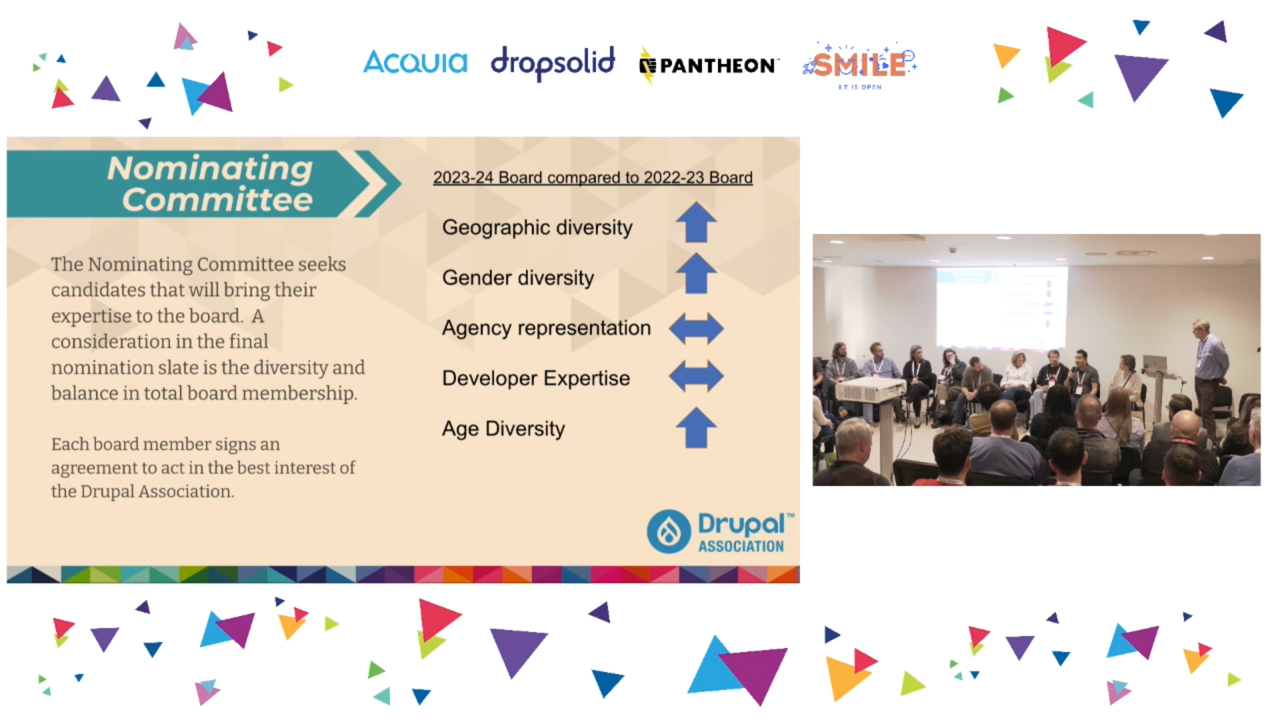 ACQUIA dropsolid PANTHEON SMILE
I.T IS OPEN
Nominating
Committee
The Nominating Committee seeks
candidates that will bring their
expertise to the board. A
consideration in the final
nomination slate is the diversity and
balance in total board membership.
Each board member signs an
agreement to act in the best interest of
the Drupal Association.
2023-24 Board compared to 2022-23 Board
Geographic diversity
Gender diversity
Agency representation
Developer Expertise
Age Diversity
Drupal™
ASSOCIATION